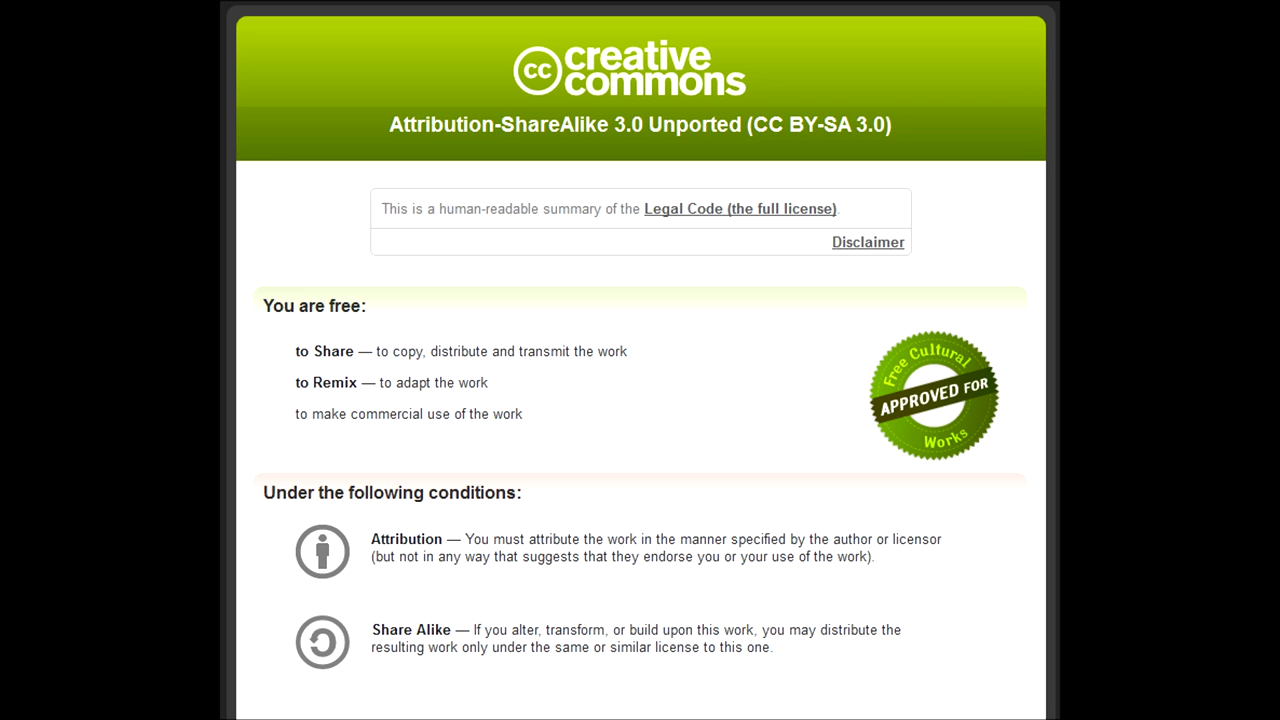 cc creative
commons
Attribution-ShareAlike 3.0 Unported (CC BY-SA 3.0)
This is a human-readable summary of the Legal Code (the full license).
Disclaimer
You are free:
to Share — to copy, distribute and transmit the work
to Remix — to adapt the work
to make commercial use of the work
Free Cultural
APPROVED FOR
Works
Under the following conditions:
Attribution — You must attribute the work in the manner specified by the author or licensor
(but not in any way that suggests that they endorse you or your use of the work).
Share Alike — If you alter, transform, or build upon this work, you may distribute the
resulting work only under the same or similar license to this one.